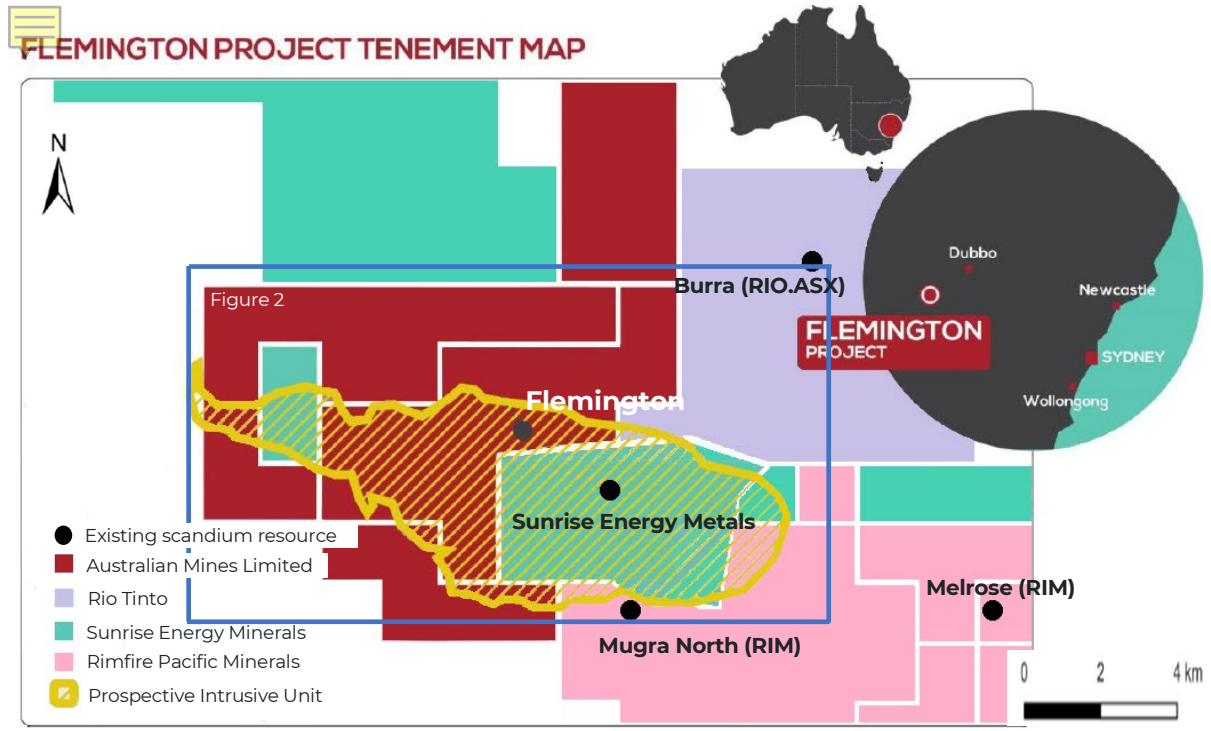 FLEMINGTON PROJECT TENEMENT MAP
N
Dubbo
Burra (RIO.ASX)
Newcastle
Figure 2
FLEMINGTON
PROJECT
SYDNEY
Wollongong
Flemington
Sunrise Energy Metals
Existing scandium resource
Australian Mines Limited
Rio Tinto
Sunrise Energy Minerals
Rimfire Pacific Minerals
Prospective Intrusive Unit
Melrose (RIM)
Mugra North (RIM)
0 2 4 km